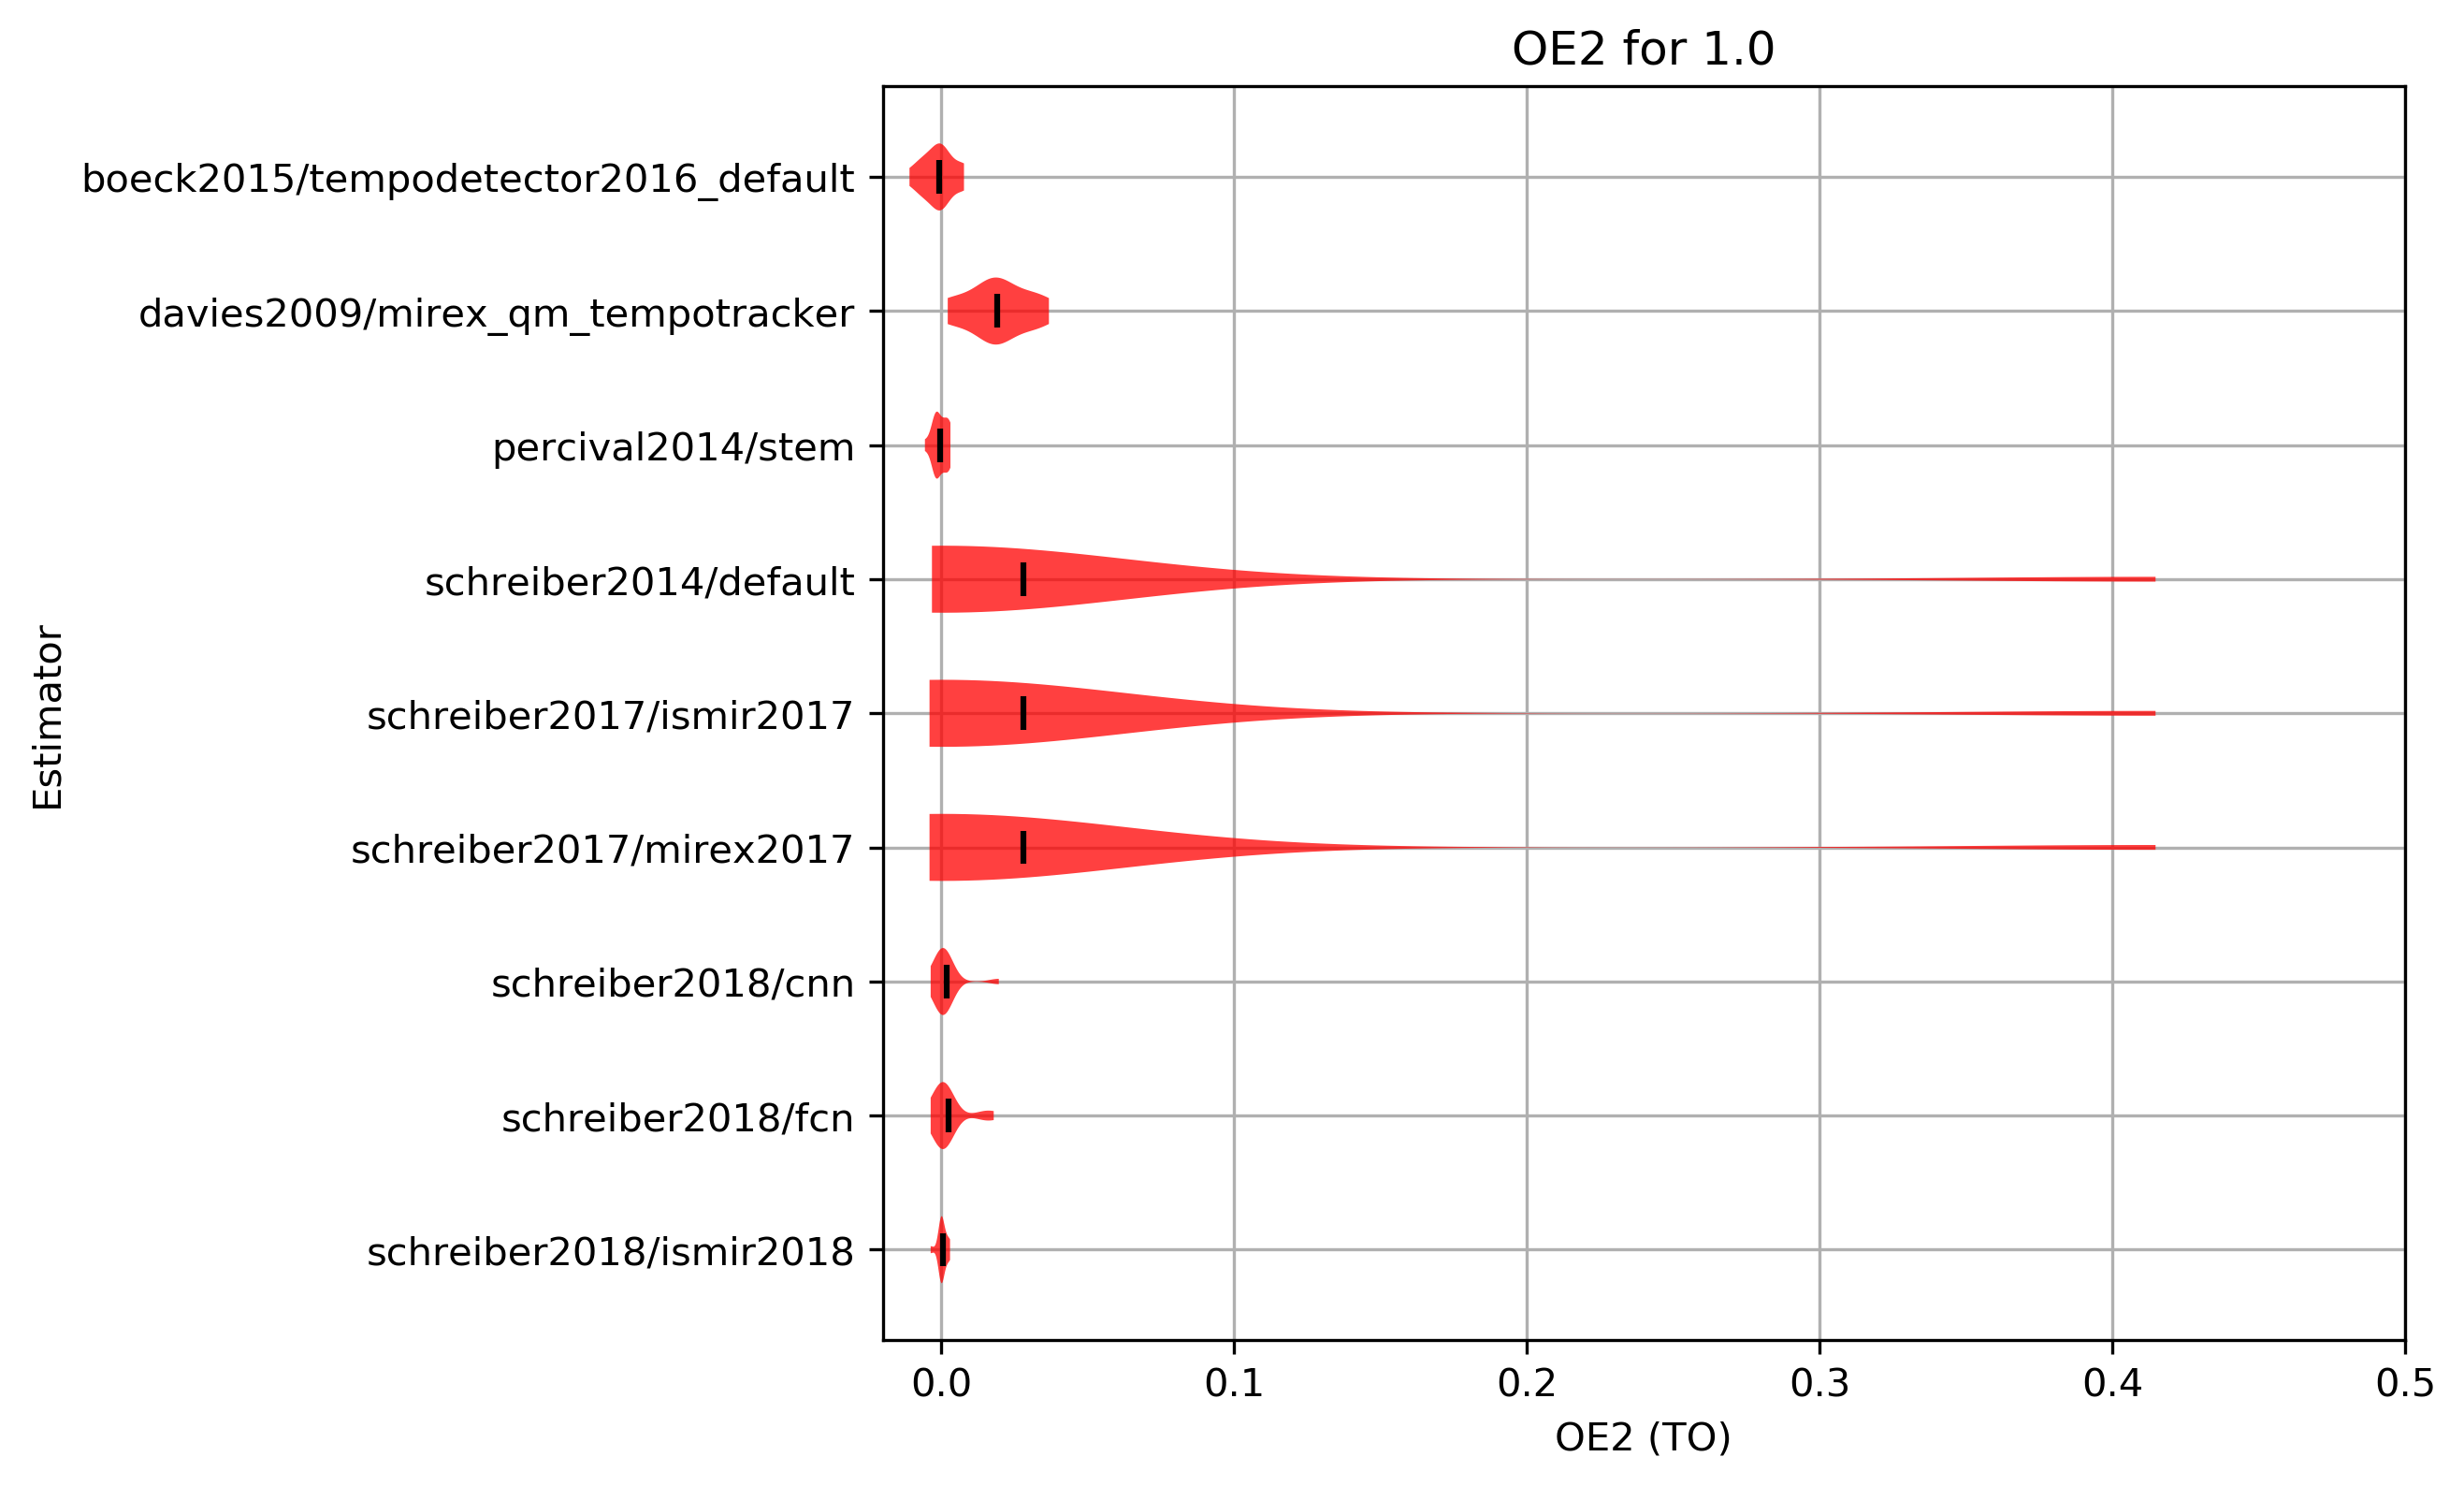 OE2 for 1.0
boeck2015/tempodetector2016_default
davies2009/mirex_qm_tempotracker
percival2014/stem
schreiber2014/default
schreiber2017/ismir2017
schreiber2017/mirex2017
schreiber2018/cnn
schreiber2018/fcn
schreiber2018/ismir2018
Estimator
0.0 0.1 0.2 0.3 0.4 0.5
OE2 (TO)